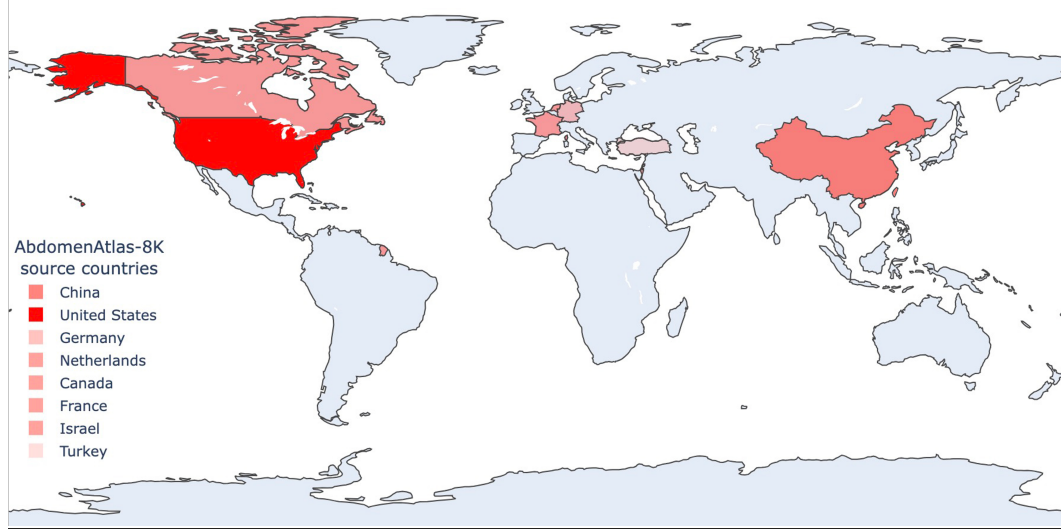 AbdomenAtlas-8K
source countries
China
United States
Germany
Netherlands
Canada
France
Israel
Turkey